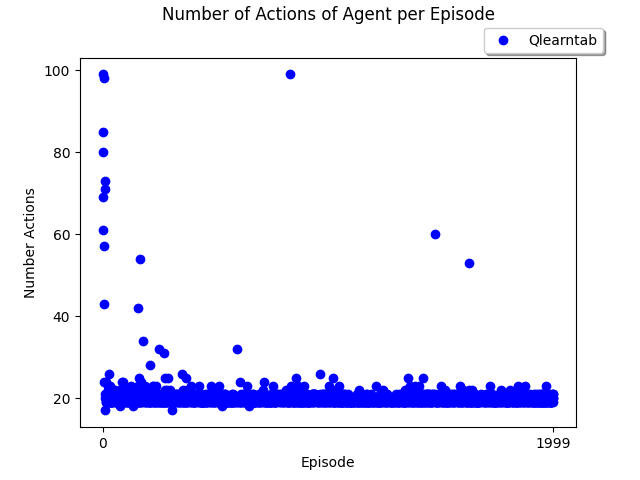 Number of Actions of Agent per Episode
Qlearntab
100
80
60
40
20
Number Actions
0
1999
Episode